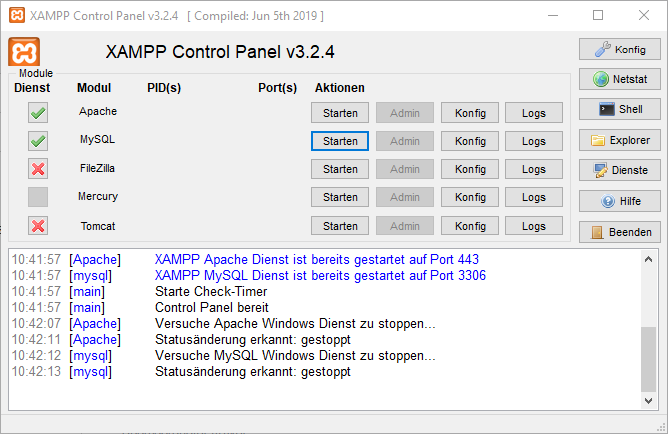 XAMPP Control Panel v3.2.4 [ Compiled: Jun 5th 2019 ]
XAMPP Control Panel v3.2.4
Konfig
Module
Dienst Modul PID(s) Port(s) Aktionen
Netstat
Apache Starten Admin Konfig Logs
Shell
MySQL Starten Admin Konfig Logs
Explorer
FileZilla Starten Admin Konfig Logs
Dienste
Mercury Starten Admin Konfig Logs
Hilfe
Tomcat Starten Admin Konfig Logs
Beenden
10:41:57 [Apache] XAMPP Apache Dienst ist bereits gestartet auf Port 443
10:41:57 [mysql] XAMPP MySQL Dienst ist bereits gestartet auf Port 3306
10:41:57 [main] Starte Check-Timer
10:41:57 [main] Control Panel bereit
10:42:07 [Apache] Versuche Apache Windows Dienst zu stoppen...
10:42:11 [Apache] Statusänderung erkannt: gestoppt
10:42:12 [mysql] Versuche MySQL Windows Dienst zu stoppen...
10:42:13 [mysql] Statusänderung erkannt: gestoppt